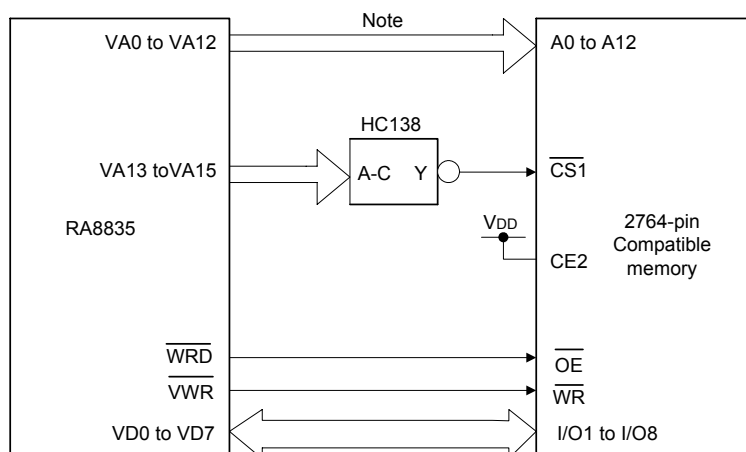 Note
VA0 to VA12
A0 to A12
HC138
VA13 toVA15
A-C Y
CS1
RA8835
VDD
2764-pin
Compatible
memory
CE2
WRD
OE
VWR
WR
VD0 to VD7
I/O1 to I/O8